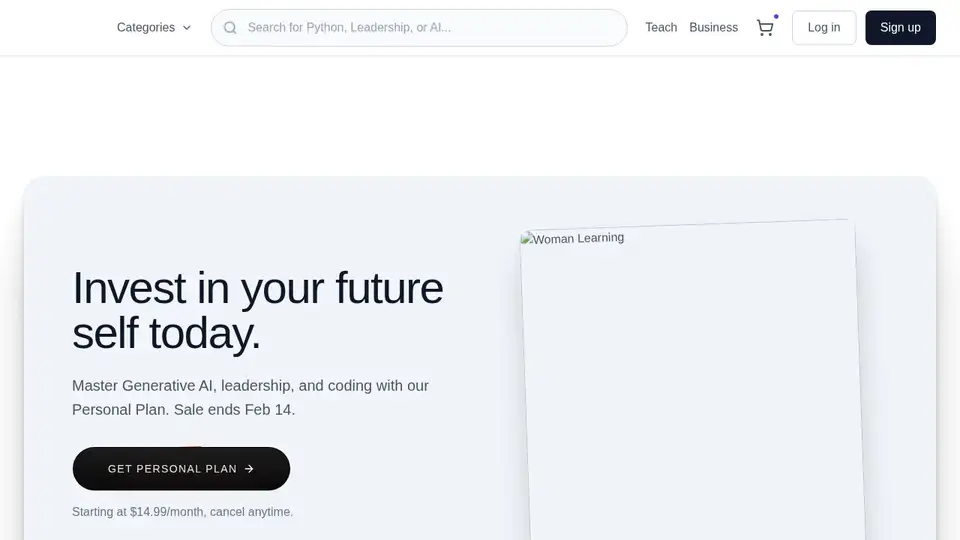 Categories
Search for Python, Leadership, or AI...
Teach
Business
Log in
Sign up
Invest in your future
self today.
Master Generative AI, leadership, and coding with our
Personal Plan. Sale ends Feb 14.
GET PERSONAL PLAN
Starting at $14.99/month, cancel anytime.
Woman Learning